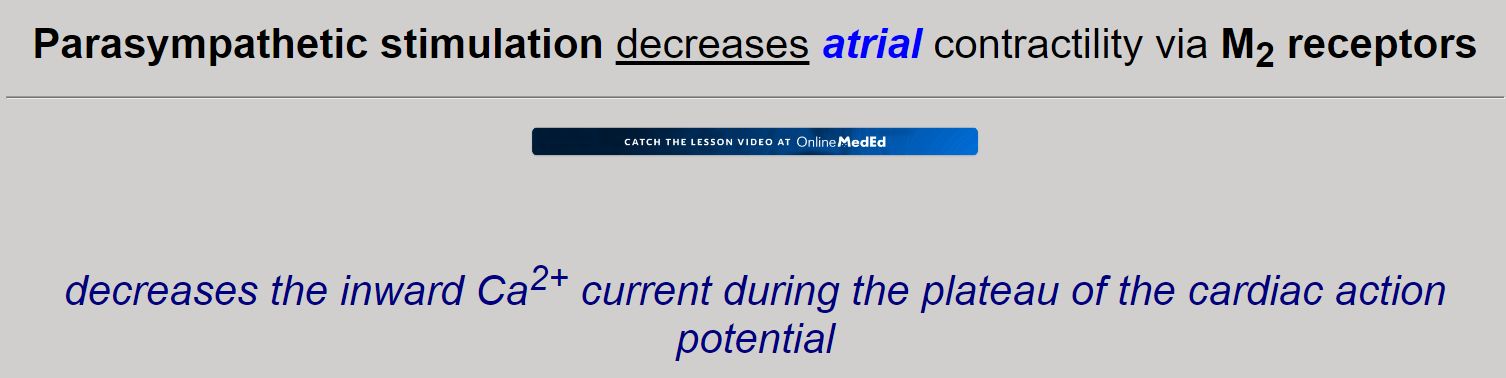 Parasympathetic stimulation decreases atrial contractility via M₂ receptors
CATCH THE LESSON VIDEO AT OnlineMedEd
decreases the inward Ca²⁺ current during the plateau of the cardiac action
potential